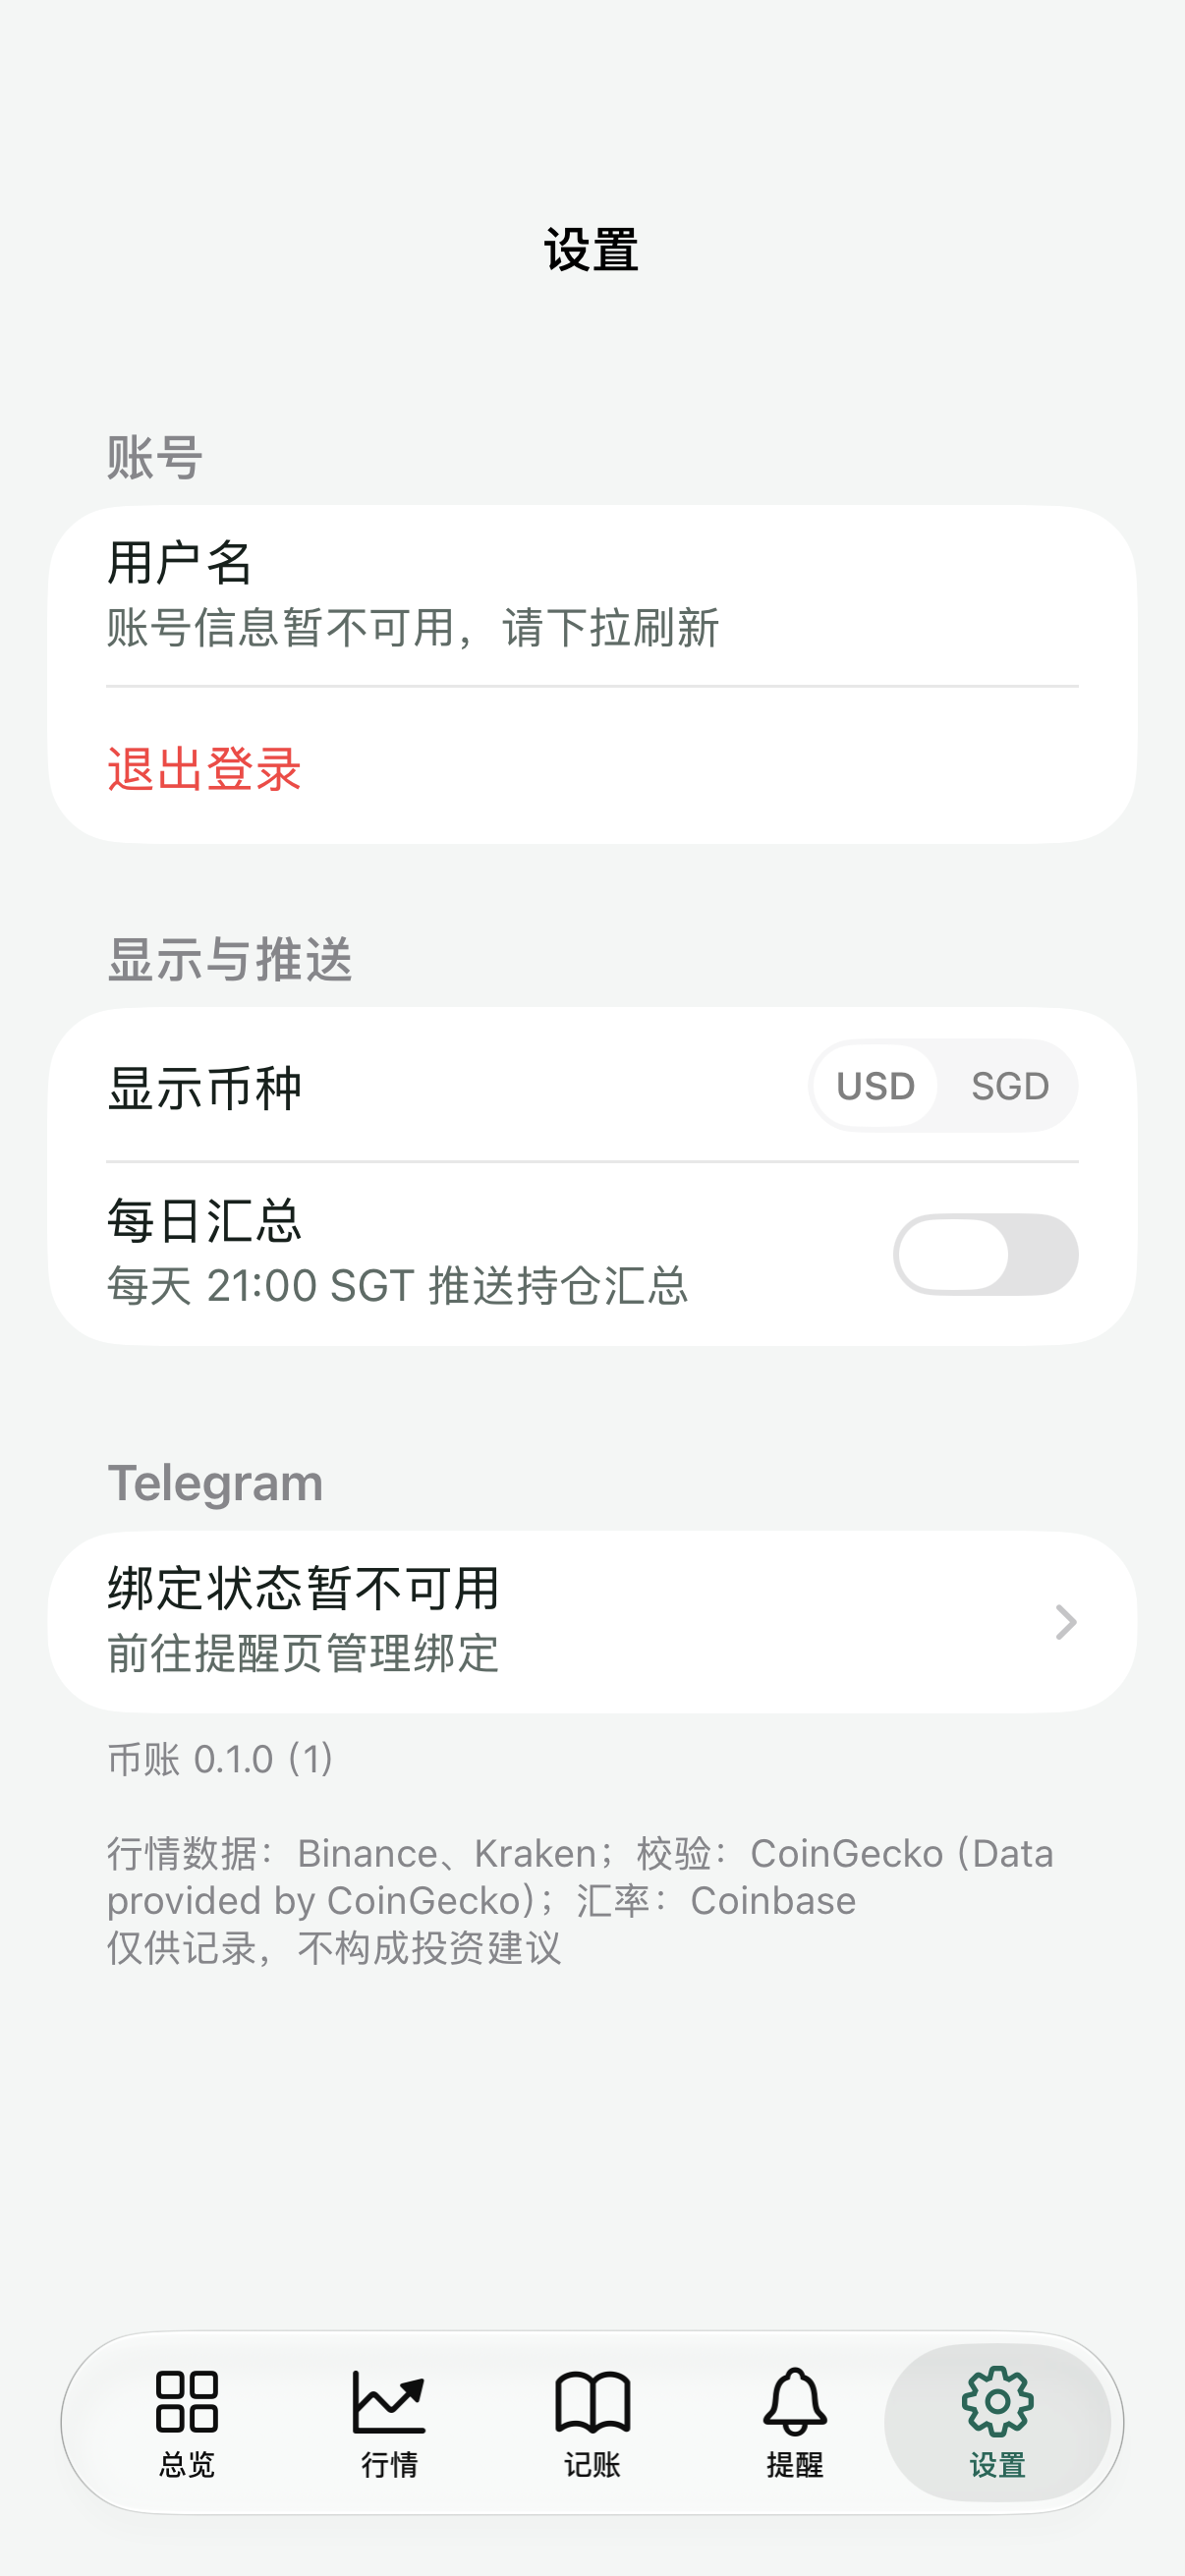 设置
账号
用户名
账号信息暂不可用，请下拉刷新
退出登录
显示与推送
显示币种
USD SGD
每日汇总
每天 21:00 SGT 推送持仓汇总
Telegram
绑定状态暂不可用
前往提醒页管理绑定
币账 0.1.0 (1)
行情数据：Binance、Kraken；校验：CoinGecko (Data
provided by CoinGecko)；汇率：Coinbase
仅供记录，不构成投资建议
总览 行情 记账 提醒 设置